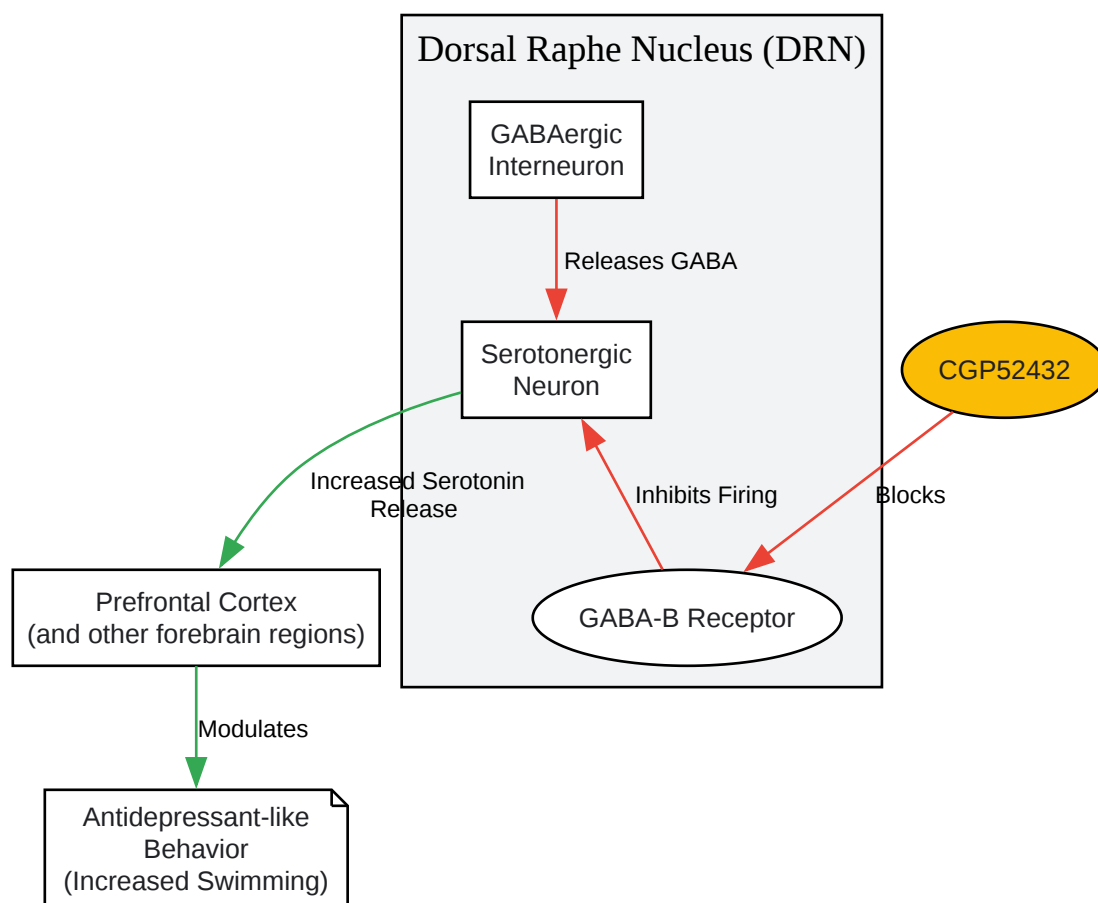 Dorsal Raphe Nucleus (DRN)
GABAergic
Interneuron
Releases GABA
Serotonergic
Neuron
CGP52432
Increased Serotonin
Release
Inhibits Firing
Blocks
Prefrontal Cortex
(and other forebrain regions)
GABA-B Receptor
Modulates
Antidepressant-like
Behavior
(Increased Swimming)